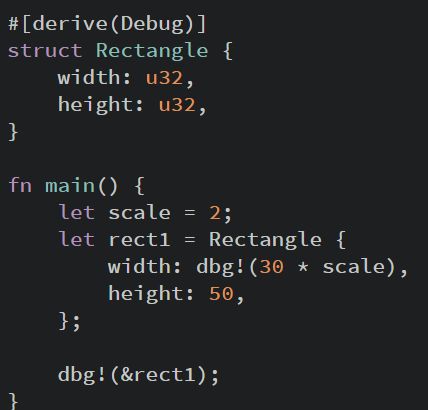 #[derive(Debug)]
struct Rectangle {
    width: u32,
    height: u32,
}

fn main() {
    let scale = 2;
    let rect1 = Rectangle {
        width: dbg!(30 * scale),
        height: 50,
    };

    dbg!(&rect1);
}